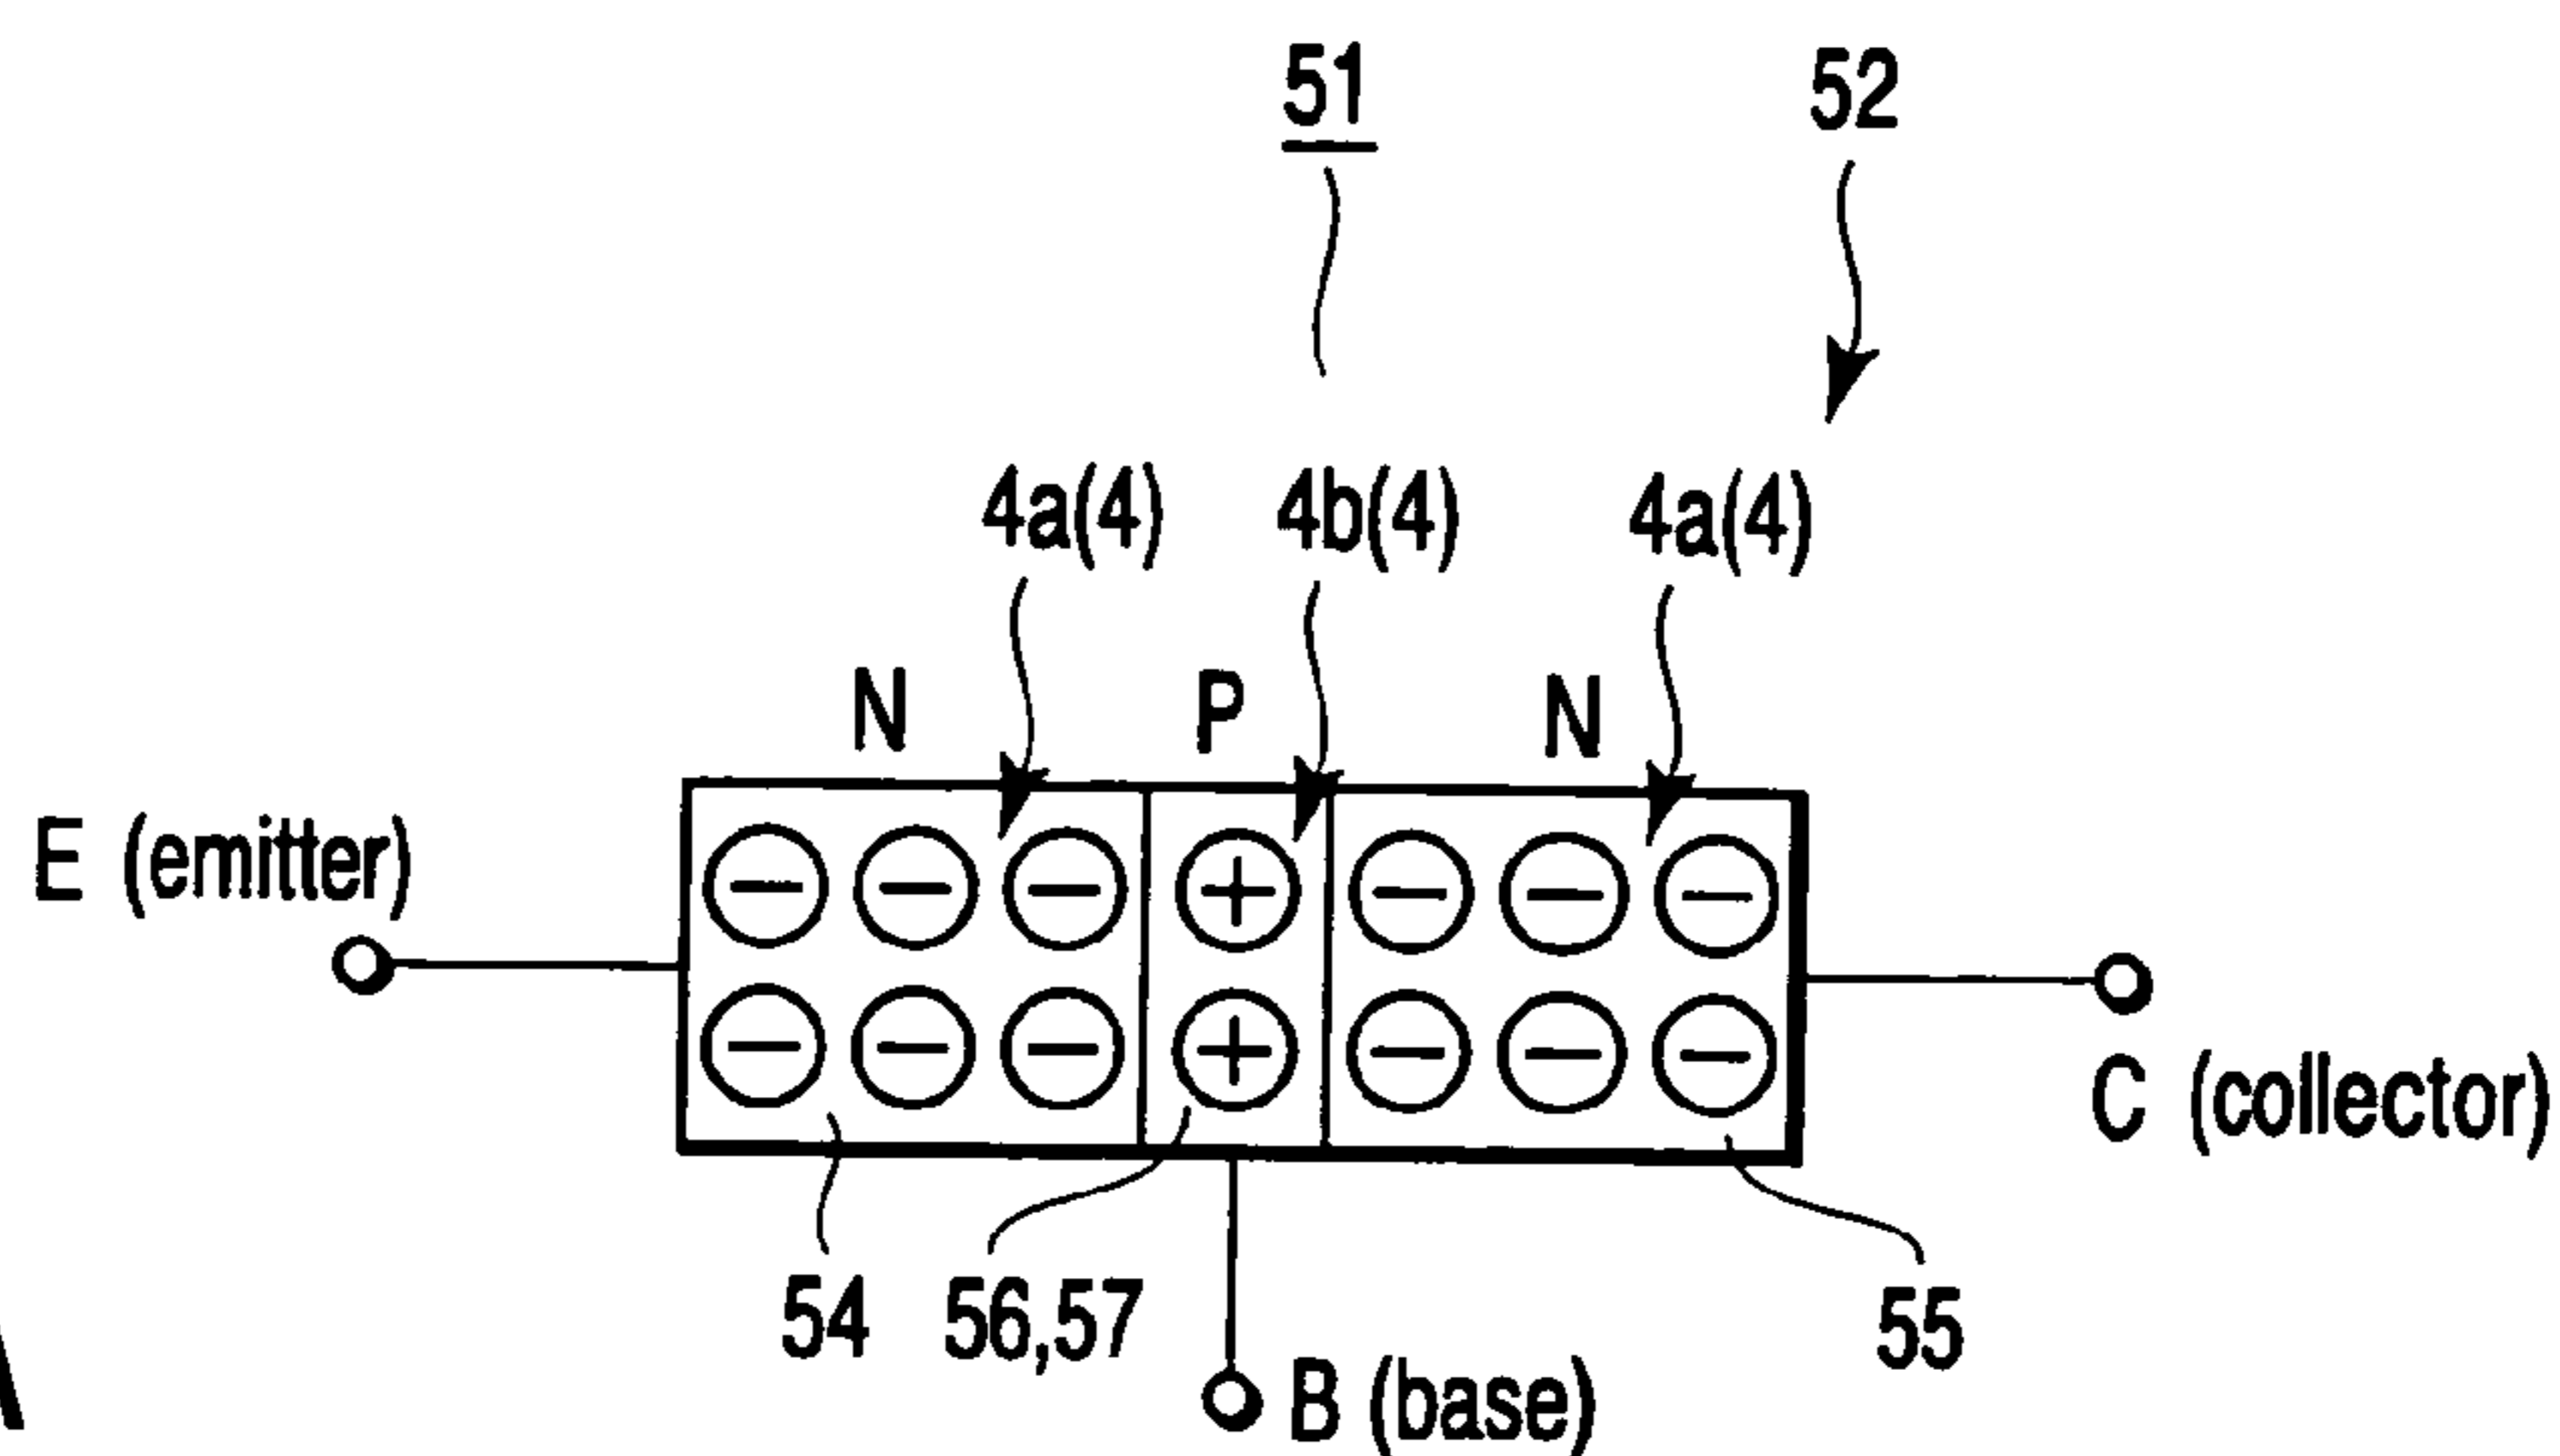 51 52
4a(4) 4b(4) 4a(4)
N P N
E (emitter)
C (collector)
54 56,57 55
B (base)